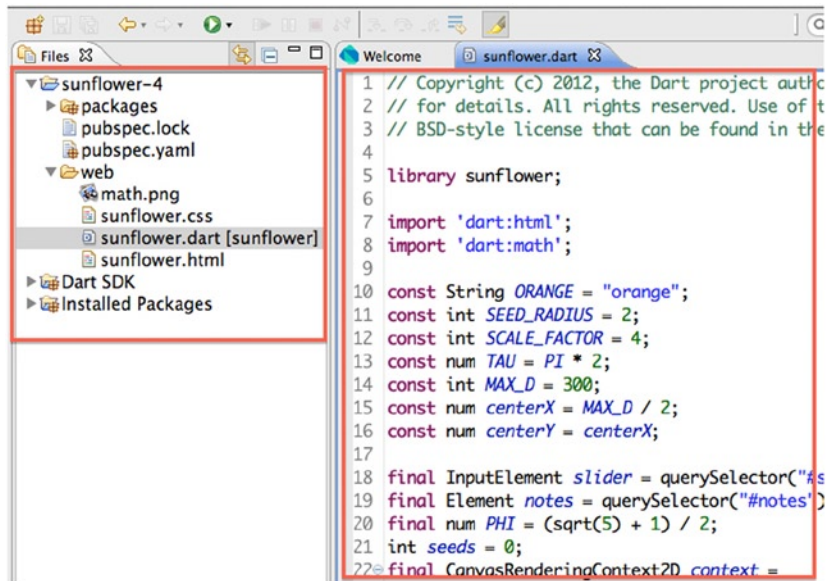 Files
sunflower-4
packages
pubspec.lock
pubspec.yaml
web
math.png
sunflower.css
sunflower.dart [sunflower]
sunflower.html
Dart SDK
Installed Packages
Welcome
sunflower.dart
1 // Copyright (c) 2012, the Dart project autho
2 // for details. All rights reserved. Use of t
3 // BSD-style license that can be found in the
4
5 library sunflower;
6
7 import 'dart:html';
8 import 'dart:math';
9
10 const String ORANGE = "orange";
11 const int SEED_RADIUS = 2;
12 const int SCALE_FACTOR = 4;
13 const num TAU = PI * 2;
14 const int MAX_D = 300;
15 const num centerX = MAX_D / 2;
16 const num centerY = centerX;
17
18 final InputElement slider = querySelector("#s
19 final Element notes = querySelector("#notes")
20 final num PHI = (sqrt(5) + 1) / 2;
21 int seeds = 0;
22 final CanvasRenderingContext2D context =